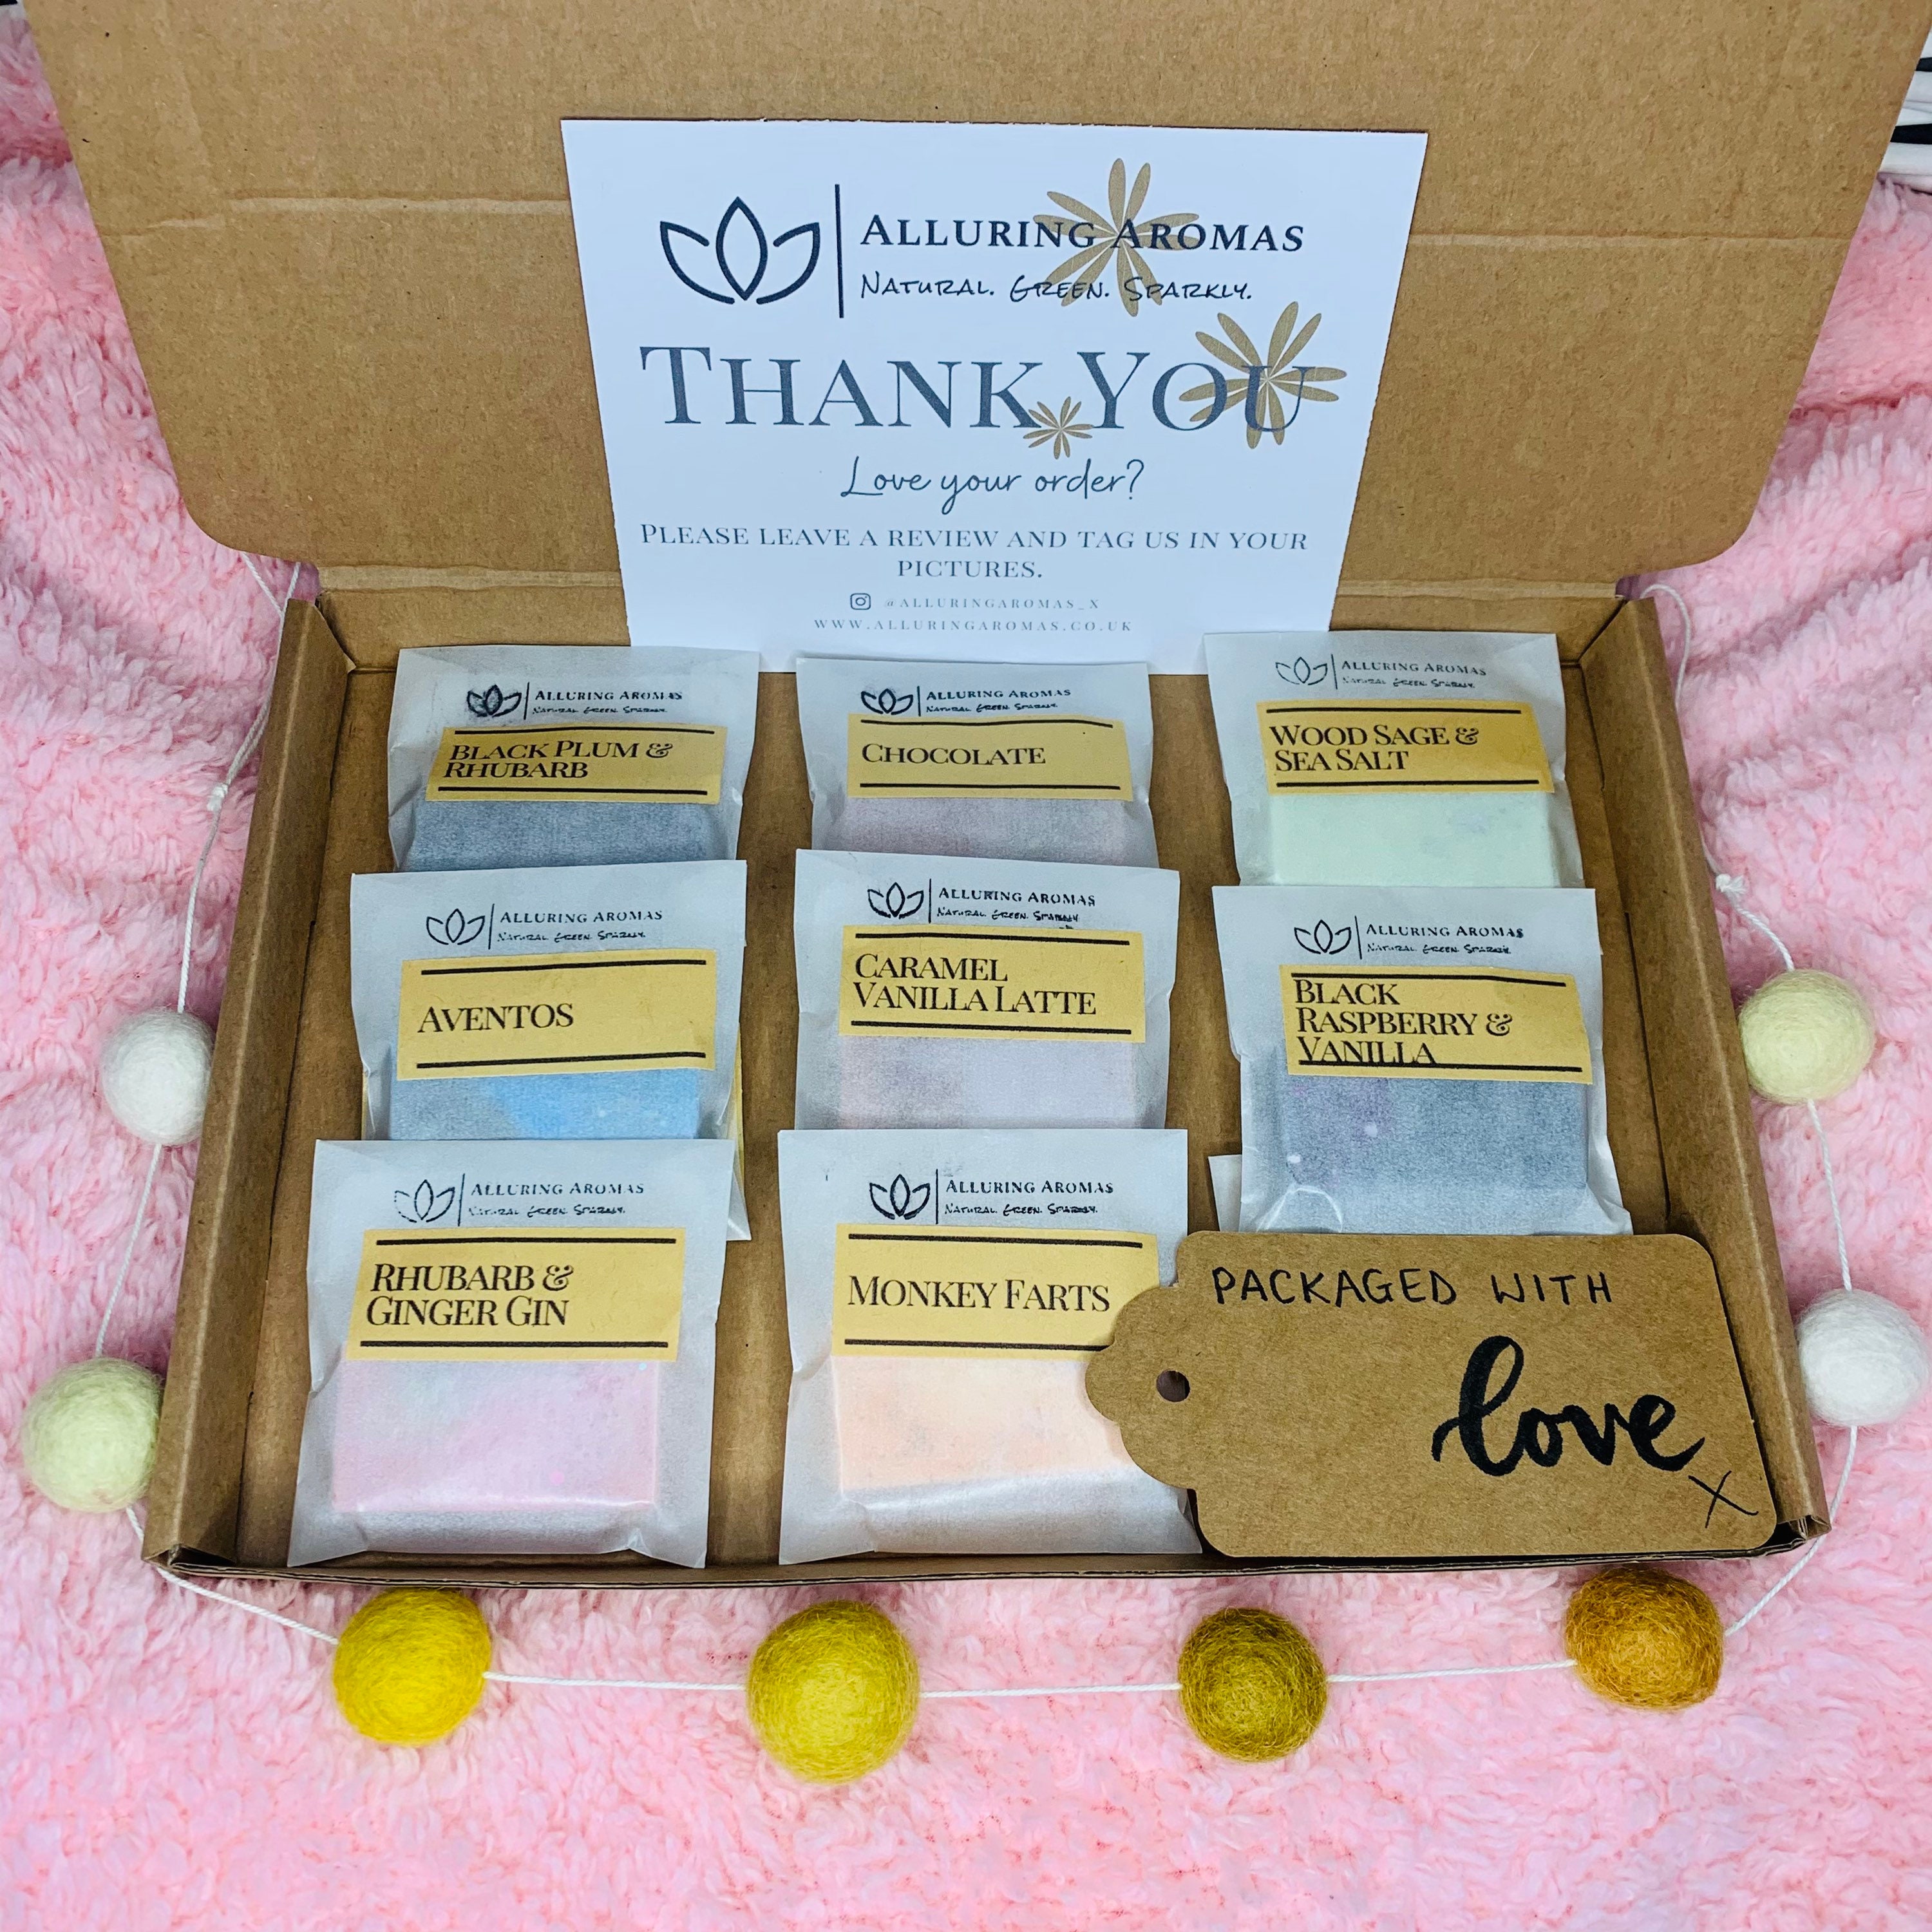 ALLURING AROMAS
NATURAL. GREEN. SPARKLY.
THANK YOU
Love your order?
PLEASE LEAVE A REVIEW AND TAG US IN YOUR
PICTURES.
@ALLURINGAROMAS_X
WWW.ALLURINGAROMAS.CO.UK
ALLURING AROMAS
NATURAL. GREEN. SPARKLY.
BLACK PLUM &
RHUBARB
ALLURING AROMAS
NATURAL. GREEN. SPARKLY.
CHOCOLATE
ALLURING AROMAS
NATURAL. GREEN. SPARKLY.
WOOD SAGE &
SEA SALT
ALLURING AROMAS
NATURAL. GREEN. SPARKLY.
AVENTOS
ALLURING AROMAS
NATURAL. GREEN. SPARKLY.
CARAMEL
VANILLA LATTE
ALLURING AROMAS
NATURAL. GREEN. SPARKLY.
BLACK
RASPBERRY &
VANILLA
ALLURING AROMAS
NATURAL. GREEN. SPARKLY.
RHUBARB &
GINGER GIN
ALLURING AROMAS
NATURAL. GREEN. SPARKLY.
MONKEY FARTS
PACKAGED WITH
love
X